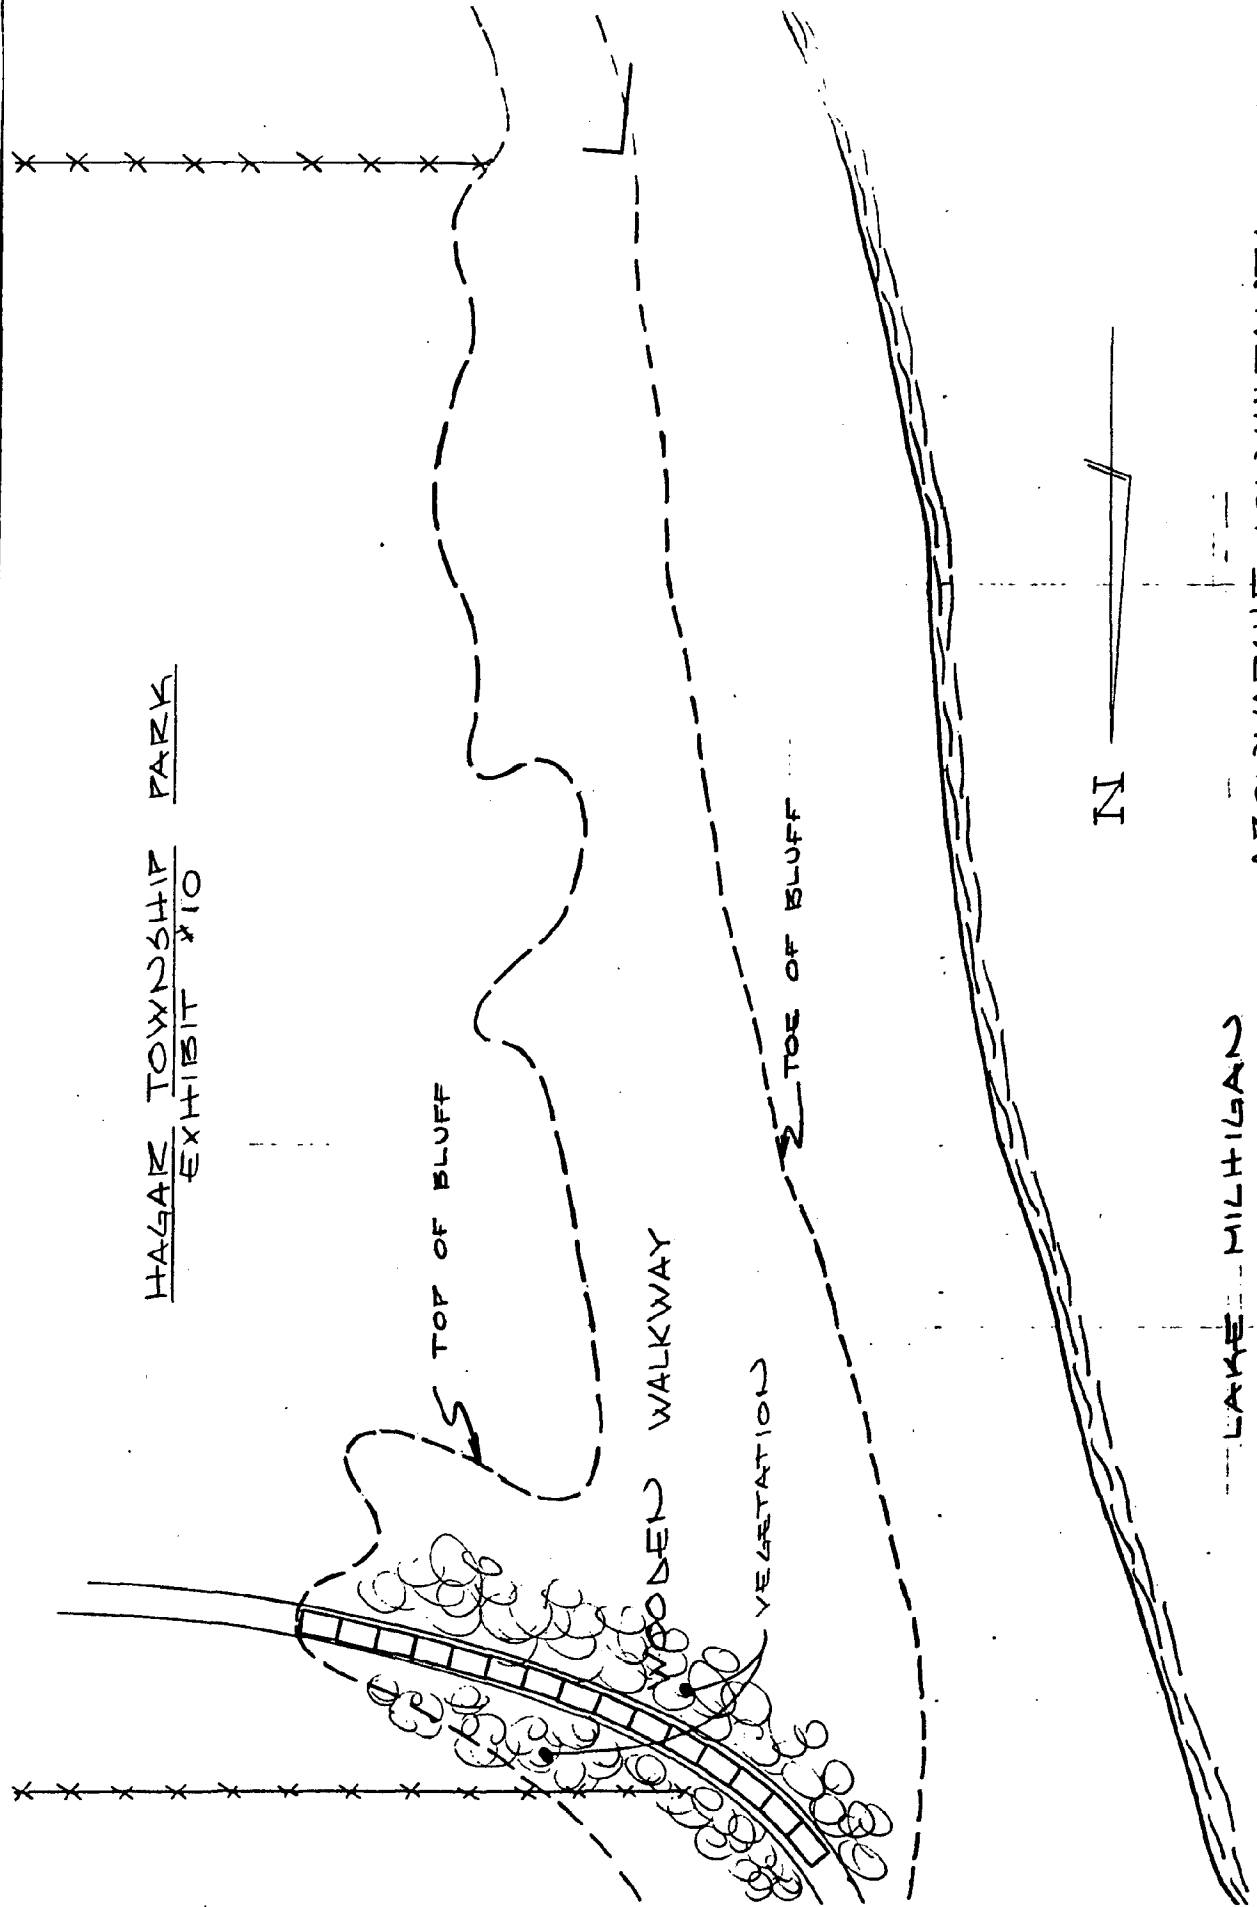 HAGAR TOWNSHIP PARK
EXHIBIT #10
TOP OF BLUFF
WOODEN WALKWAY
VEGETATION
TOE OF BLUFF
N
LAKE MICHIGAN